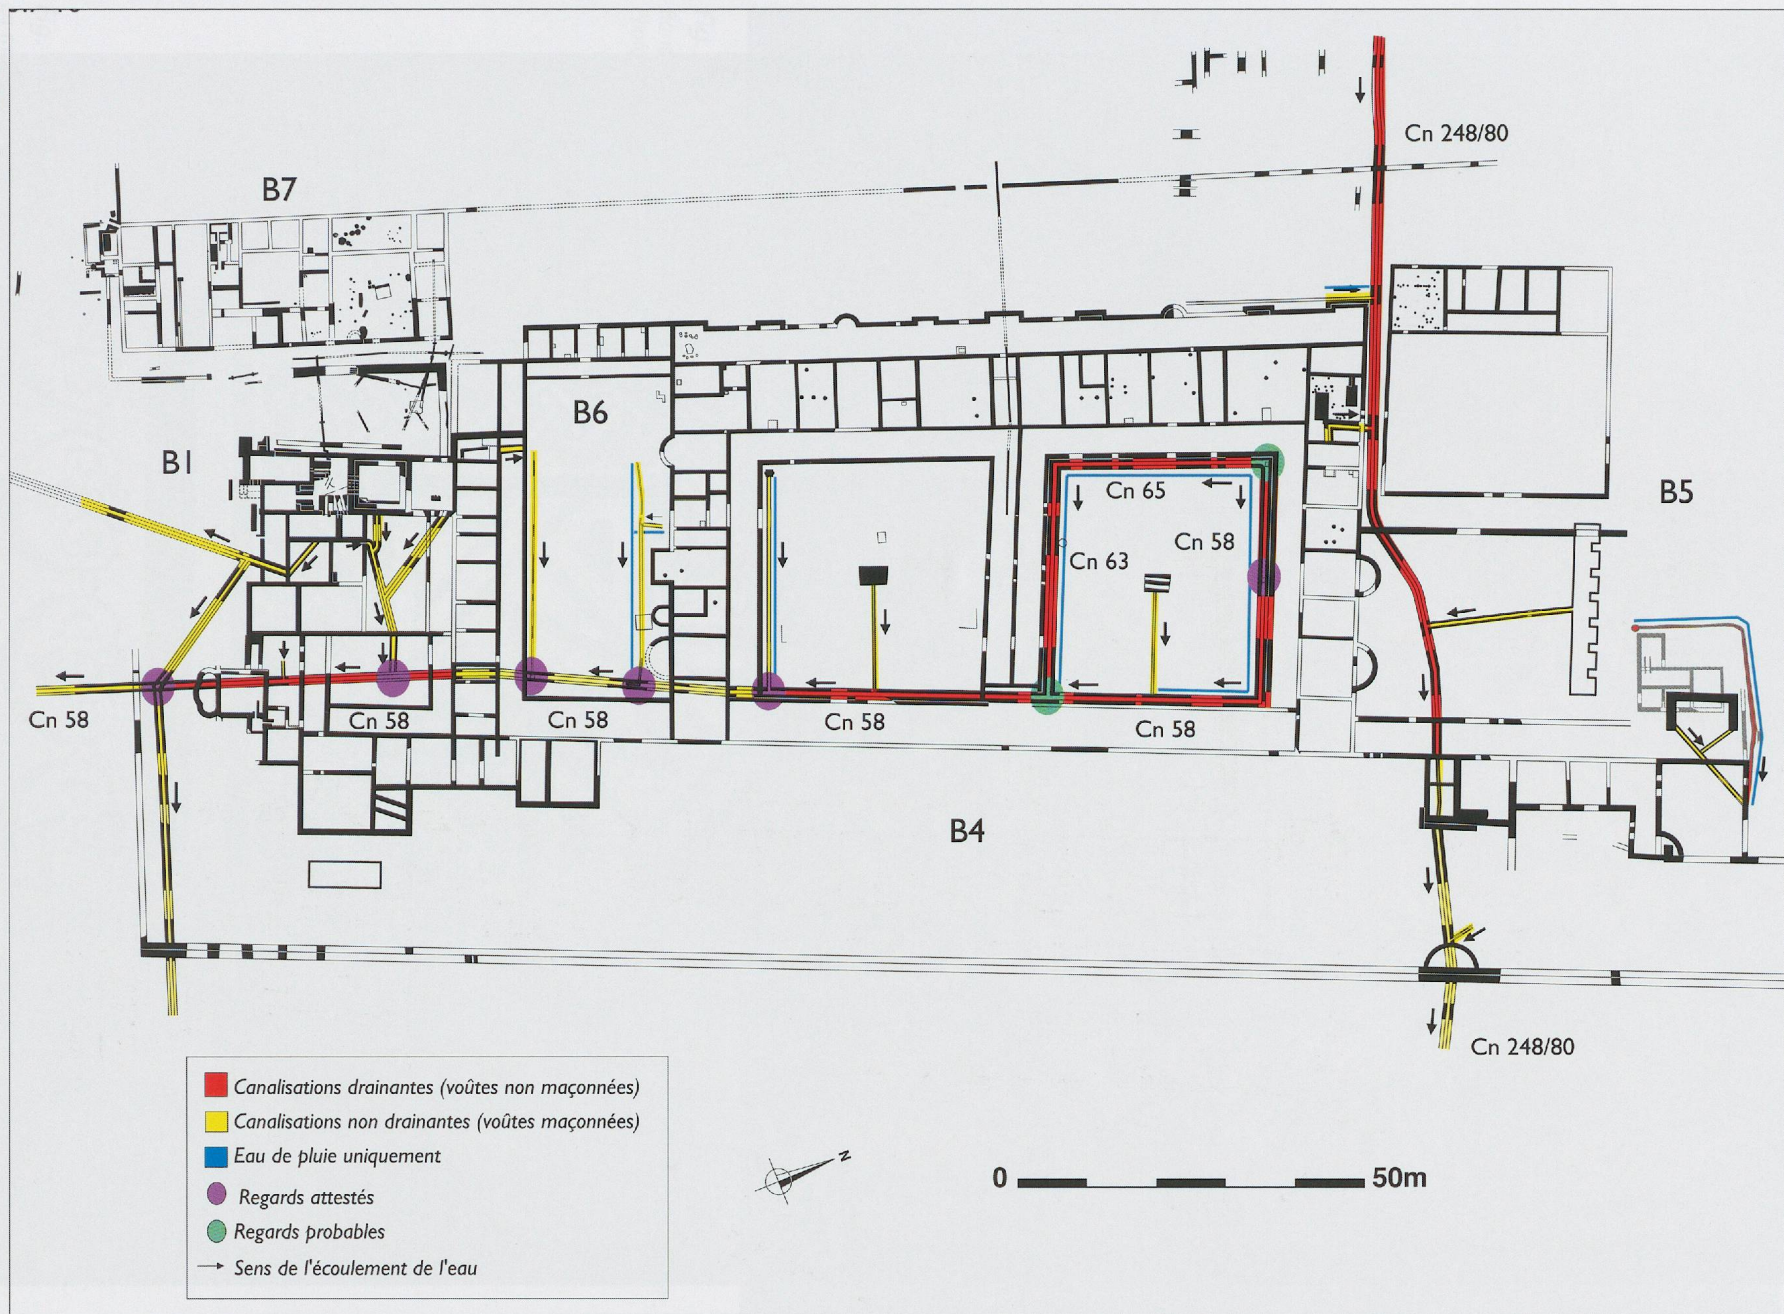 Cn 248/80
B7
B6
B1
B5
Cn 65
Cn 58
Cn 63
Cn 58
Cn 58
Cn 58
Cn 58
Cn 58
B4
Cn 248/80
Canalisations drainantes (voûtes non maçonnées)
Canalisations non drainantes (voûtes maçonnées)
Eau de pluie uniquement
Regards attestés
Regards probables
Sens de l'écoulement de l'eau
N
0 50m